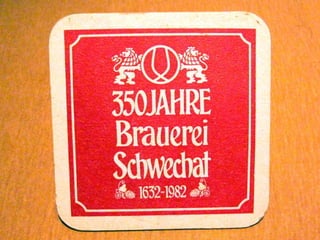 350 JAHRE
Brauerei
Schwechat
1632-1982